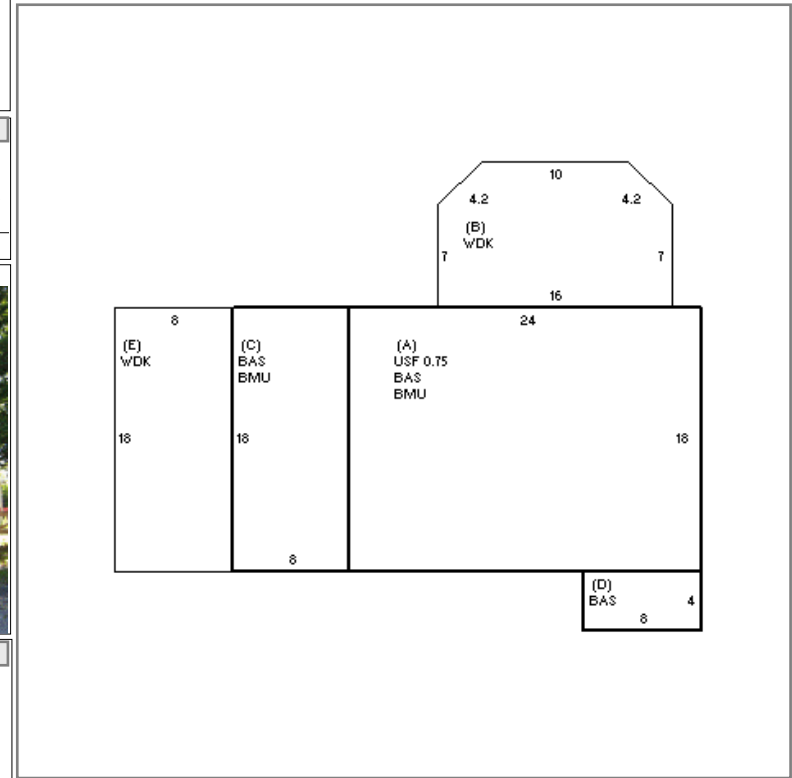 10
4.2
4.2
(B)
WDK
7
7
16
8
24
(E)
WDK
(C)
BAS
BMU
(A)
USF 0.75
BAS
BMU
18
18
18
8
(D)
BAS
4
8